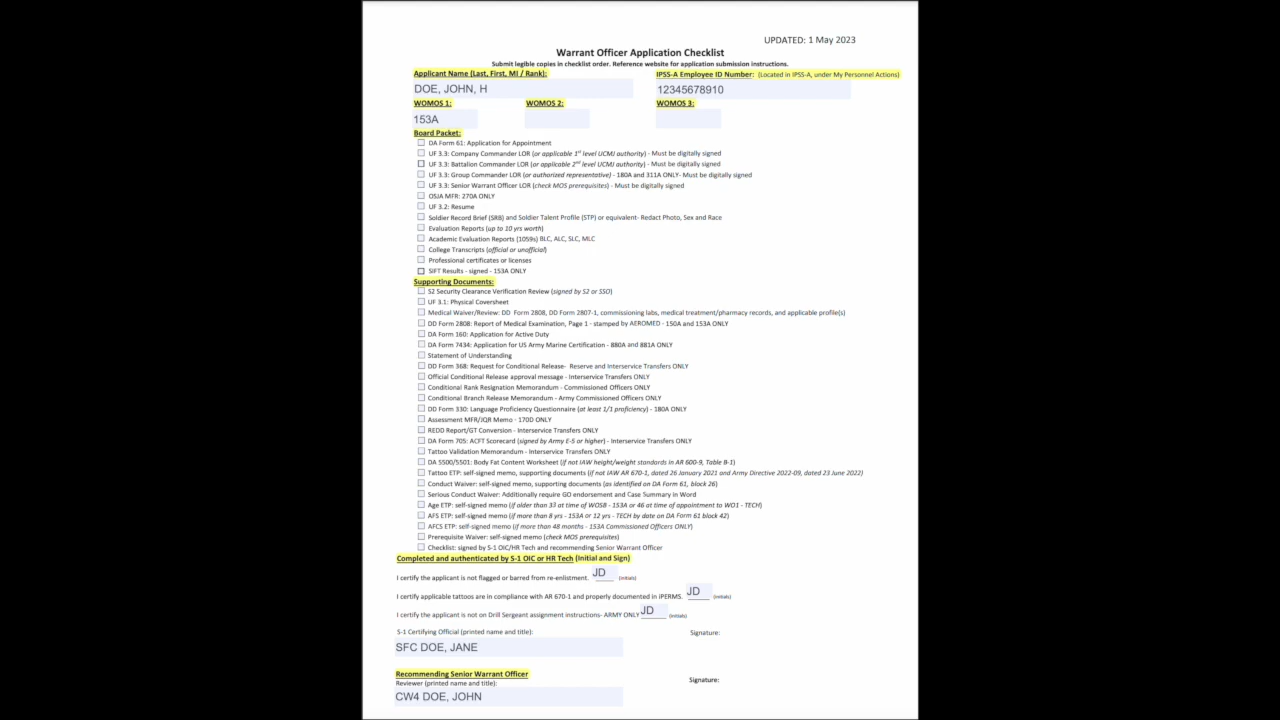 UPDATED: 1 May 2023
Warrant Officer Application Checklist
Submit legible copies in checklist order. Reference website for application submission instructions.
Applicant Name (Last, First, MI / Rank): IPSS-A Employee ID Number: (Located in IPSS-A, under My Personnel Actions)
DOE, JOHN, H 12345678910
WOMOS 1: WOMOS 2: WOMOS 3:
153A
Board Packet:
DA Form 61: Application for Appointment
UF 3.3: Company Commander LOR (or applicable 1st level UCMJ authority) - Must be digitally signed
UF 3.3: Battalion Commander LOR (or applicable 2nd level UCMJ authority) - Must be digitally signed
UF 3.3: Group Commander LOR (or authorized representative) - 180A and 311A ONLY- Must be digitally signed
UF 3.3: Senior Warrant Officer LOR (check MOS prerequisites) - Must be digitally signed
OSJA MFR: 270A ONLY
UF 3.2: Resume
Soldier Record Brief (SRB) and Soldier Talent Profile (STP) or equivalent- Redact Photo, Sex and Race
Evaluation Reports (up to 10 yrs worth)
Academic Evaluation Reports (1059s) BLC, ALC, SLC, MLC
College Transcripts (official or unofficial)
Professional certificates or licenses
SIFT Results - signed - 153A ONLY
Supporting Documents:
S2 Security Clearance Verification Review (signed by S2 or SSO)
UF 3.1: Physical Coversheet
Medical Waiver/Review: DD Form 2808, DD Form 2807-1, commissioning labs, medical treatment/pharmacy records, and applicable profile(s)
DD Form 2808: Report of Medical Examination, Page 1 - stamped by AEROMED - 150A and 153A ONLY
DA Form 160: Application for Active Duty
DA Form 7434: Application for US Army Marine Certification - 880A and 881A ONLY
Statement of Understanding
DD Form 368: Request for Conditional Release- Reserve and Interservice Transfers ONLY
Official Conditional Release approval message - Interservice Transfers ONLY
Conditional Rank Resignation Memorandum - Commissioned Officers ONLY
Conditional Branch Release Memorandum - Army Commissioned Officers ONLY
DD Form 330: Language Proficiency Questionnaire (at least 1/1 proficiency) - 180A ONLY
Assessment MFR/JQR Memo - 170D ONLY
REDD Report/GT Conversion - Interservice Transfers ONLY
DA Form 705: ACFT Scorecard (signed by Army E-5 or higher) - Interservice Transfers ONLY
Tattoo Validation Memorandum - Interservice Transfers ONLY
DA 5500/5501: Body Fat Content Worksheet (if not IAW height/weight standards in AR 600-9, Table B-1)
Tattoo ETP: self-signed memo, supporting documents (if not IAW AR 670-1, dated 26 January 2021 and Army Directive 2022-09, dated 23 June 2022)
Conduct Waiver: self-signed memo, supporting documents (as identified on DA Form 61, block 26)
Serious Conduct Waiver: Additionally require GO endorsement and Case Summary in Word
Age ETP: self-signed memo (if older than 33 at time of WOSB - 153A or 46 at time of appointment to WO1 - TECH)
AFS ETP: self-signed memo (if more than 8 yrs - 153A or 12 yrs - TECH by date on DA Form 61 block 42)
AFCS ETP: self-signed memo (if more than 48 months - 153A Commissioned Officers ONLY)
Prerequisite Waiver: self-signed memo (check MOS prerequisites)
Checklist: signed by S-1 OIC/HR Tech and recommending Senior Warrant Officer
Completed and authenticated by S-1 OIC or HR Tech (Initial and Sign)
I certify the applicant is not flagged or barred from re-enlistment. JD (initials)
I certify applicable tattoos are in compliance with AR 670-1 and properly documented in iPERMS. JD (initials)
I certify the applicant is not on Drill Sergeant assignment instructions- ARMY ONLY JD (initials)
S-1 Certifying Official (printed name and title): Signature:
SFC DOE, JANE
Recommending Senior Warrant Officer
Reviewer (printed name and title): Signature:
CW4 DOE, JOHN